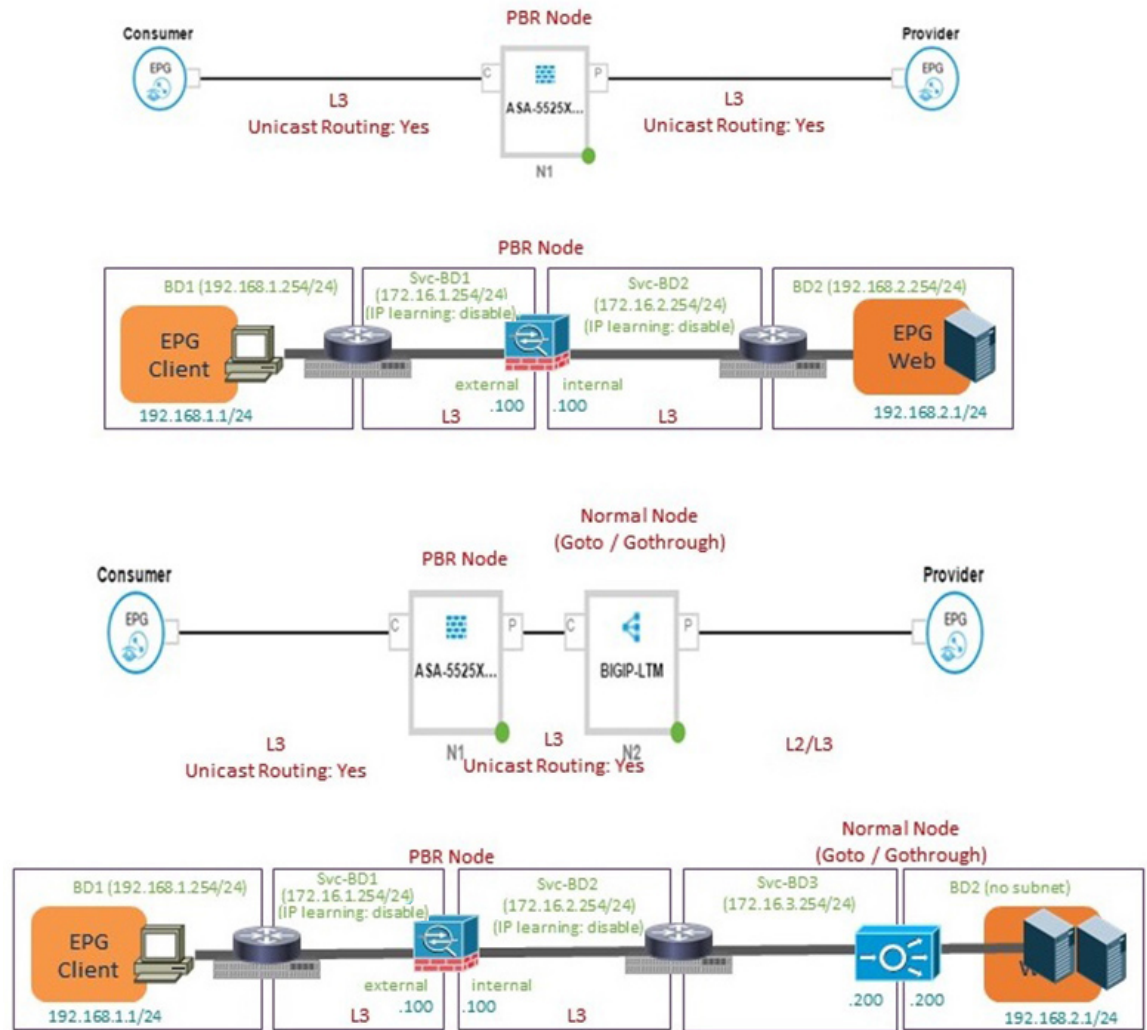 PBR Node
Consumer
Provider
EPG
C
P
EPG
ASA-5525X...
L3
Unicast Routing: Yes
L3
Unicast Routing: Yes
N1
PBR Node
BD1 (192.168.1.254/24)
Svc-BD1
(172.16.1.254/24)
(IP learning: disable)
Svc-BD2
(172.16.2.254/24)
(IP learning: disable)
BD2 (192.168.2.254/24)
EPG
Client
EPG
Web
external
.100
internal
.100
192.168.1.1/24
L3
L3
192.168.2.1/24
Normal Node
(Goto / Gothrough)
PBR Node
Consumer
Provider
EPG
C
P
C
P
EPG
ASA-5525X...
BIGIP-LTM
L3
Unicast Routing: Yes
N1
L3
Unicast Routing: Yes
N2
L2/L3
Normal Node
(Goto / Gothrough)
PBR Node
BD1 (192.168.1.254/24)
Svc-BD1
(172.16.1.254/24)
(IP learning: disable)
Svc-BD2
(172.16.2.254/24)
(IP learning: disable)
Svc-BD3
(172.16.3.254/24)
BD2 (no subnet)
EPG
Client
external
.100
internal
.100
.200
.200
192.168.1.1/24
L3
L3
192.168.2.1/24